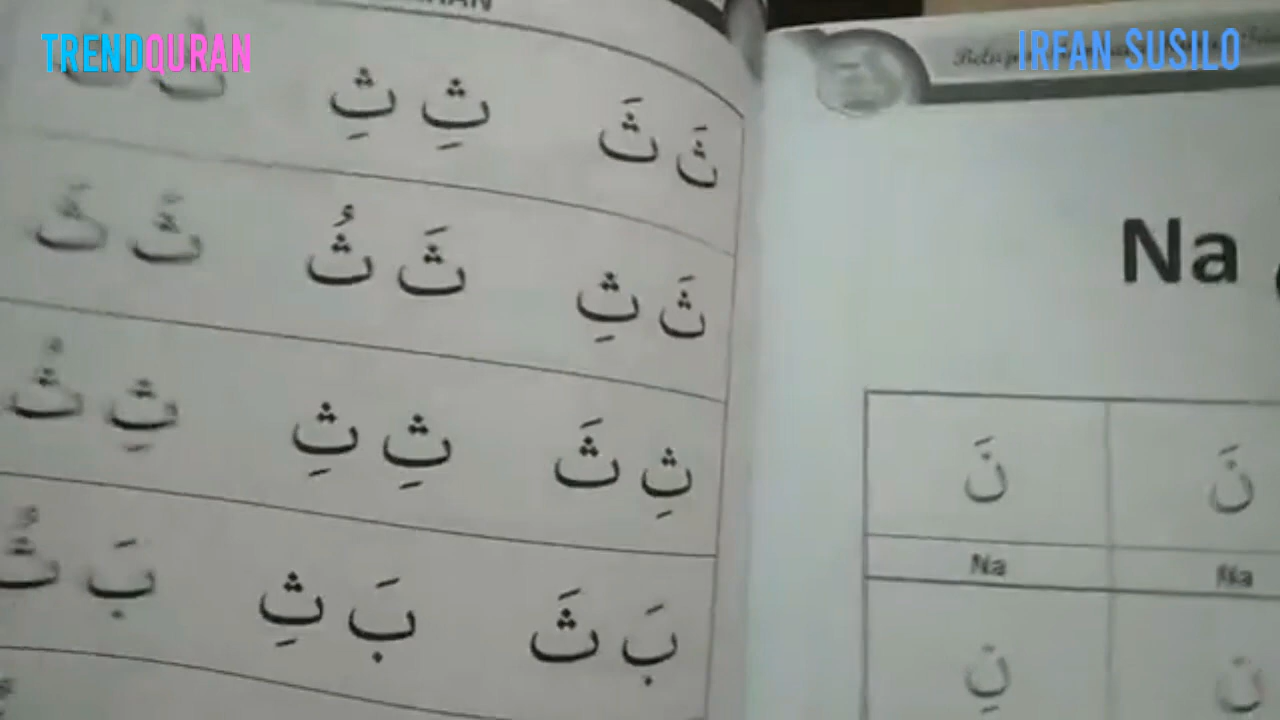 TRENDQURAN
IRFAN SUSILO
ثَ ثَ ثِ ثِ
ثَ ثِ ثَ ثُ
ثِ ثَ ثِ ثِ ثِ ثُ
بَ ثَ بَ ثِ بَ
Na
نَ نَ
Na Na
نِ نِ